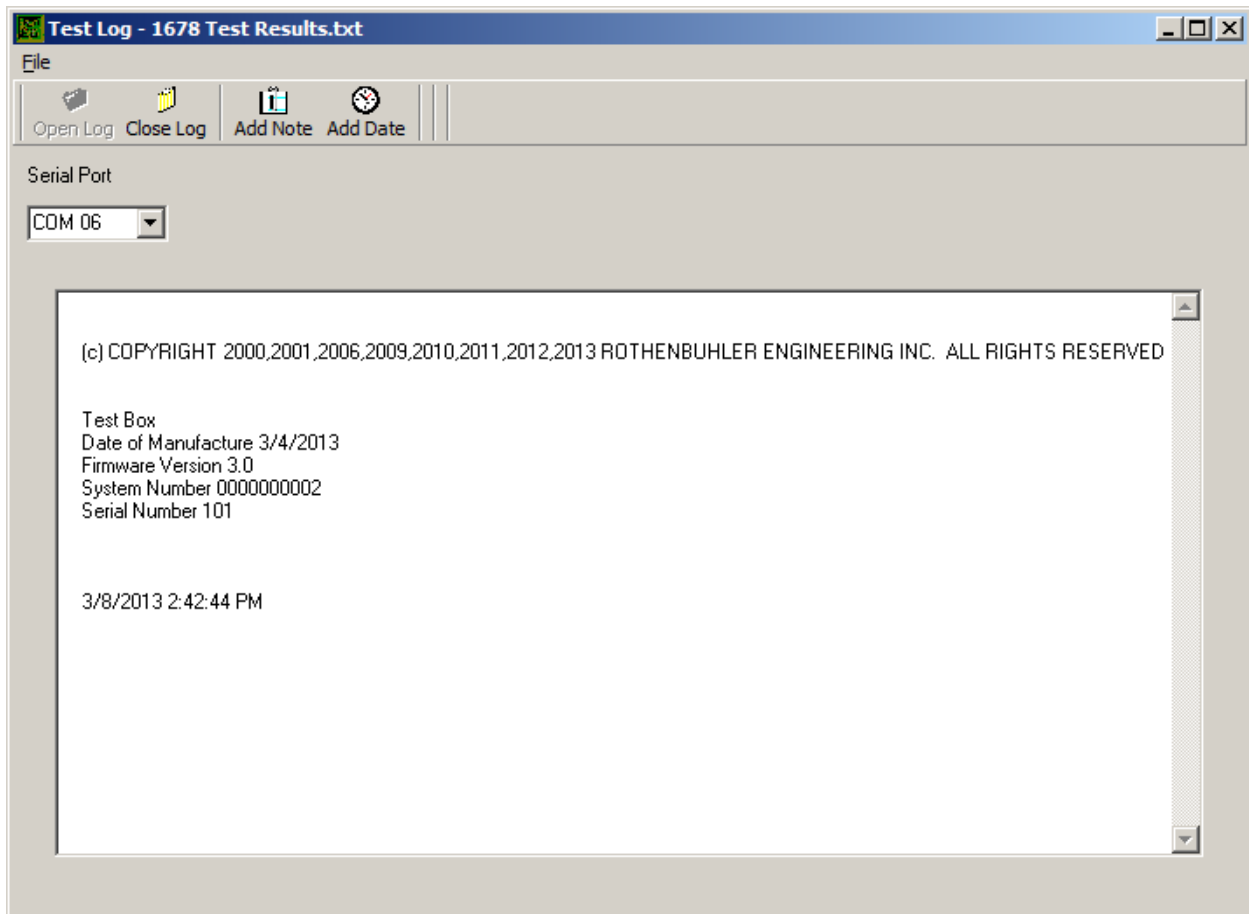 Test Log - 1678 Test Results.txt
File
Open Log Close Log Add Note Add Date
Serial Port
COM 06
(c) COPYRIGHT 2000,2001,2006,2009,2010,2011,2012,2013 ROTHENBUHLER ENGINEERING INC.  ALL RIGHTS RESERVED
Test Box
Date of Manufacture 3/4/2013
Firmware Version 3.0
System Number 0000000002
Serial Number 101
3/8/2013 2:42:44 PM